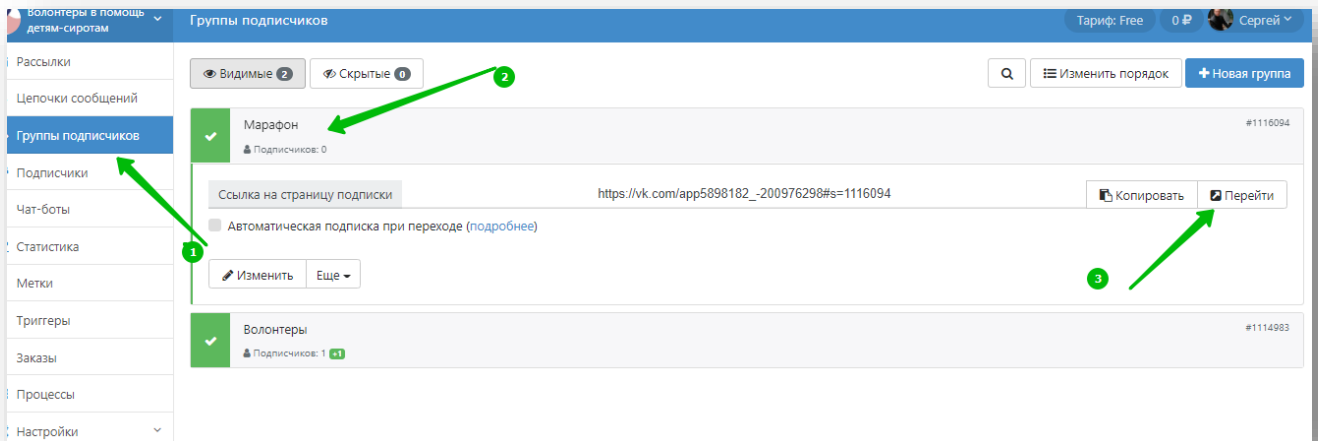 Волонтеры в помощь
детям-сиротам
Группы подписчиков
Тариф: Free
0 ₽
Сергей
Рассылки
Цепочки сообщений
Группы подписчиков
Подписчики
Чат-боты
Статистика
Метки
Триггеры
Заказы
Процессы
Настройки
Видимые 2
Скрытые 0
Изменить порядок
+ Новая группа
2
Марафон
#1116094
Подписчиков: 0
Ссылка на страницу подписки
https://vk.com/app5898182_-200976298#s=1116094
Копировать
Перейти
Автоматическая подписка при переходе (подробнее)
1
3
Изменить
Еще
Волонтеры
#1114983
Подписчиков: 1 +1